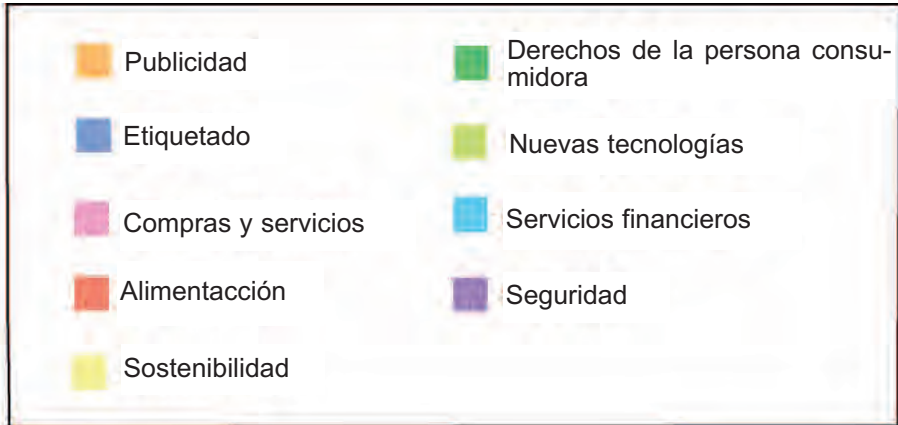 Publicidad
Etiquetado
Compras y servicios
Alimentacción
Sostenibilidad
Derechos de la persona consu-
midora
Nuevas tecnologías
Servicios financieros
Seguridad